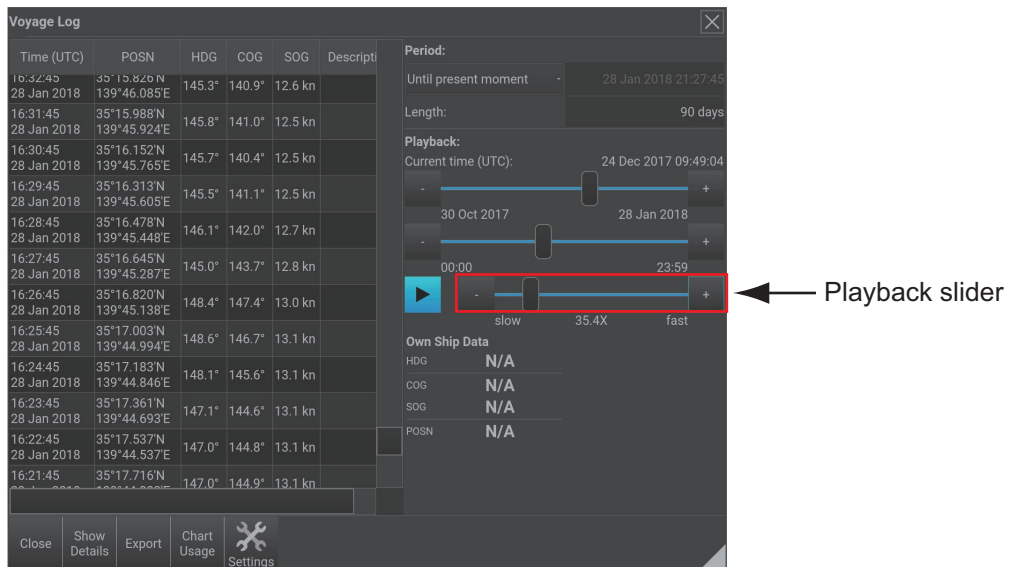 Voyage Log
Time (UTC) POSN HDG COG SOG Descripti
16:32:45 35°15.826'N
28 Jan 2018 139°46.085'E 145.3° 140.9° 12.6 kn
16:31:45 35°15.988'N
28 Jan 2018 139°45.924'E 145.8° 141.0° 12.5 kn
16:30:45 35°16.152'N
28 Jan 2018 139°45.765'E 145.7° 140.4° 12.5 kn
16:29:45 35°16.313'N
28 Jan 2018 139°45.605'E 145.5° 141.1° 12.5 kn
16:28:45 35°16.478'N
28 Jan 2018 139°45.448'E 146.1° 142.0° 12.7 kn
16:27:45 35°16.645'N
28 Jan 2018 139°45.287'E 145.0° 143.7° 12.8 kn
16:26:45 35°16.820'N
28 Jan 2018 139°45.138'E 148.4° 147.4° 13.0 kn
16:25:45 35°17.003'N
28 Jan 2018 139°44.994'E 148.6° 146.7° 13.1 kn
16:24:45 35°17.183'N
28 Jan 2018 139°44.846'E 148.1° 145.6° 13.1 kn
16:23:45 35°17.361'N
28 Jan 2018 139°44.693'E 147.1° 144.6° 13.1 kn
16:22:45 35°17.537'N
28 Jan 2018 139°44.537'E 147.0° 144.8° 13.1 kn
16:21:45 35°17.716'N
147.0° 144.9° 13.1 kn
Period:
Until present moment - 28 Jan 2018 21:27:45
Length: 90 days
Playback:
Current time (UTC): 24 Dec 2017 09:49:04
- +
30 Oct 2017 28 Jan 2018
- +
00:00 23:59
- +
slow 35.4X fast
Own Ship Data
HDG N/A
COG N/A
SOG N/A
POSN N/A
Playback slider
Close
Show
Details
Export
Chart
Usage
Settings